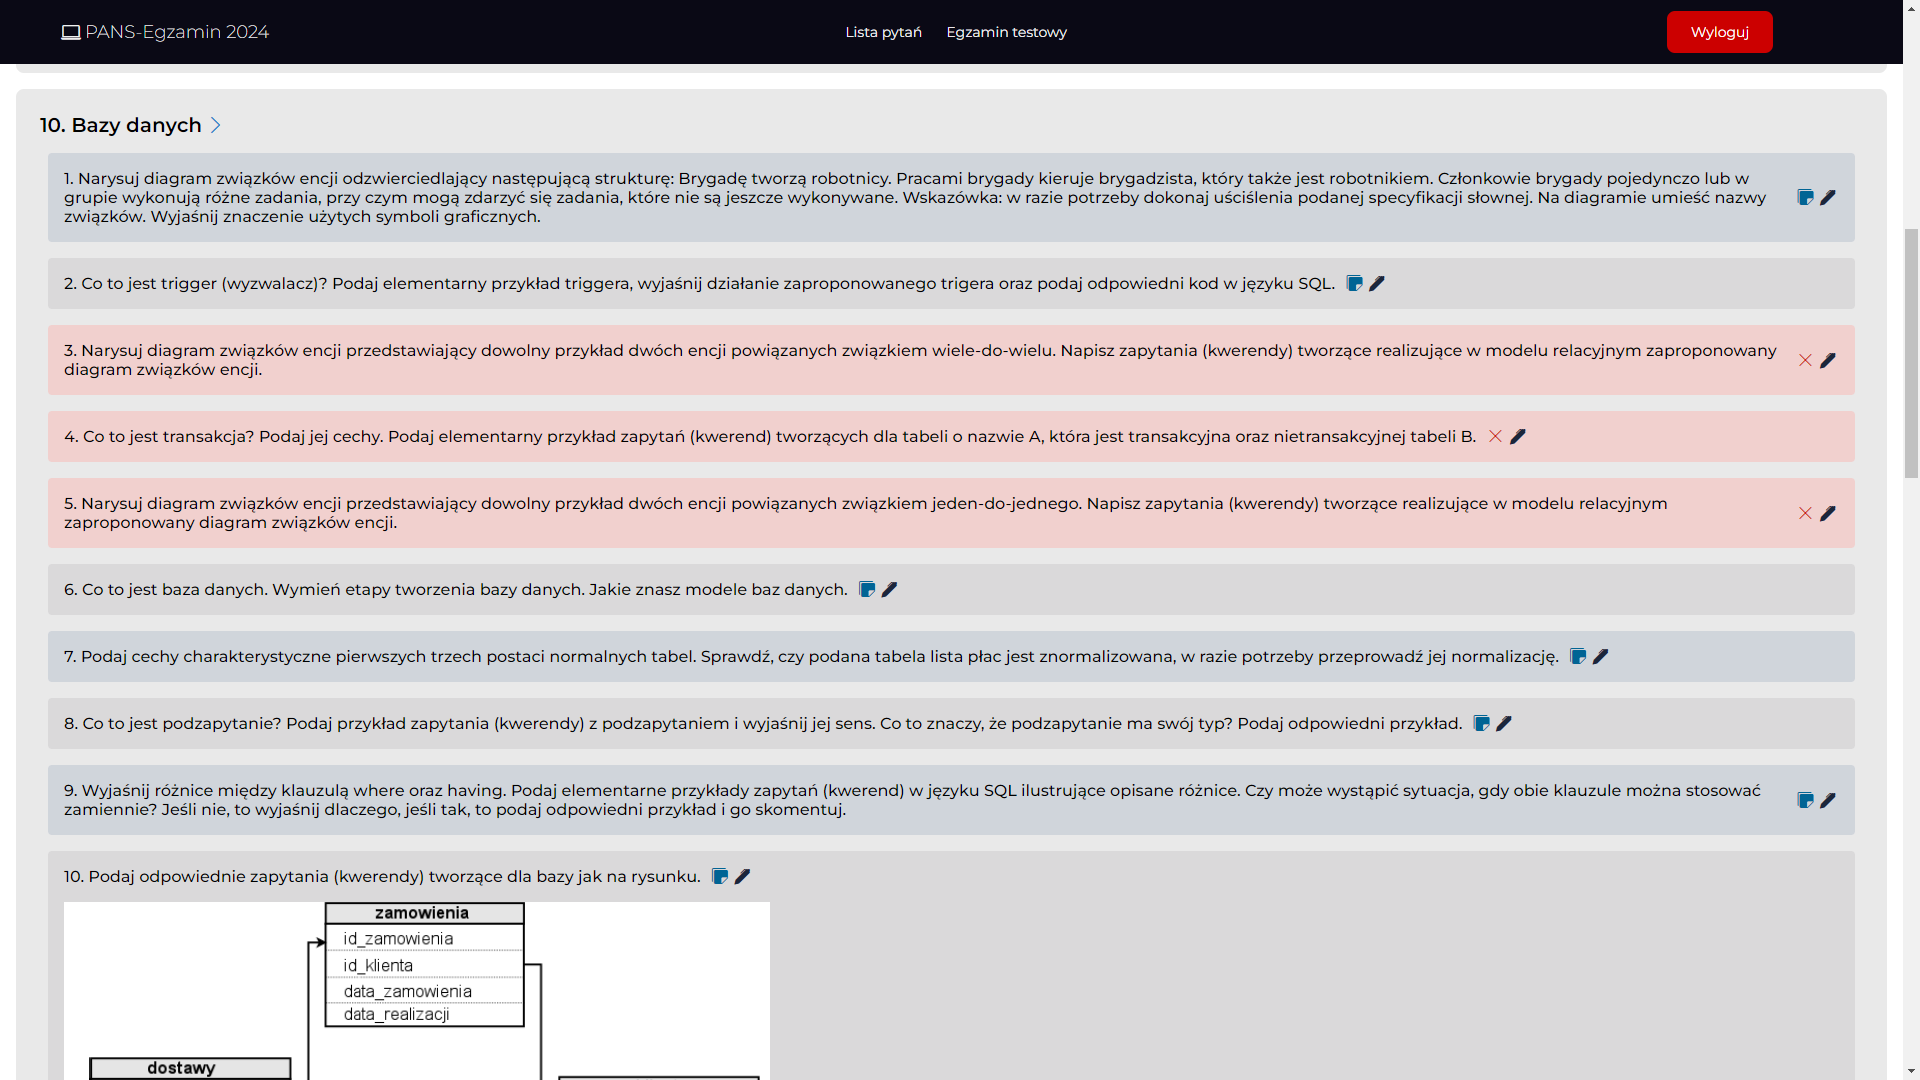 PANS-Egzamin 2024
Lista pytań
Egzamin testowy
Wyloguj
10. Bazy danych
1. Narysuj diagram związków encji odzwierciedlający następującą strukturę: Brygadę tworzą robotnicy. Pracami brygady kieruje brygadzista, który także jest robotnikiem. Członkowie brygady pojedynczo lub w
grupie wykonują różne zadania, przy czym mogą zdarzyć się zadania, które nie są jeszcze wykonywane. Wskazówka: w razie potrzeby dokonaj uściślenia podanej specyfikacji słownej. Na diagramie umieść nazwy
związków. Wyjaśnij znaczenie użytych symboli graficznych.
2. Co to jest trigger (wyzwalacz)? Podaj elementarny przykład triggera, wyjaśnij działanie zaproponowanego trigera oraz podaj odpowiedni kod w języku SQL.
3. Narysuj diagram związków encji przedstawiający dowolny przykład dwóch encji powiązanych związkiem wiele-do-wielu. Napisz zapytania (kwerendy) tworzące realizujące w modelu relacyjnym zaproponowany
diagram związków encji.
4. Co to jest transakcja? Podaj jej cechy. Podaj elementarny przykład zapytań (kwerend) tworzących dla tabeli o nazwie A, która jest transakcyjna oraz nietransakcyjnej tabeli B.
5. Narysuj diagram związków encji przedstawiający dowolny przykład dwóch encji powiązanych związkiem jeden-do-jednego. Napisz zapytania (kwerendy) tworzące realizujące w modelu relacyjnym
zaproponowany diagram związków encji.
6. Co to jest baza danych. Wymień etapy tworzenia bazy danych. Jakie znasz modele baz danych.
7. Podaj cechy charakterystyczne pierwszych trzech postaci normalnych tabel. Sprawdź, czy podana tabela lista płac jest znormalizowana, w razie potrzeby przeprowadź jej normalizację.
8. Co to jest podzapytanie? Podaj przykład zapytania (kwerendy) z podzapytaniem i wyjaśnij jej sens. Co to znaczy, że podzapytanie ma swój typ? Podaj odpowiedni przykład.
9. Wyjaśnij różnice między klauzulą where oraz having. Podaj elementarne przykłady zapytań (kwerend) w języku SQL ilustrujące opisane różnice. Czy może wystąpić sytuacja, gdy obie klauzule można stosować
zamiennie? Jeśli nie, to wyjaśnij dlaczego, jeśli tak, to podaj odpowiedni przykład i go skomentuj.
10. Podaj odpowiednie zapytania (kwerendy) tworzące dla bazy jak na rysunku.
zamowienia
id_zamowienia
id_klienta
data_zamowienia
data_realizacji
dostawy